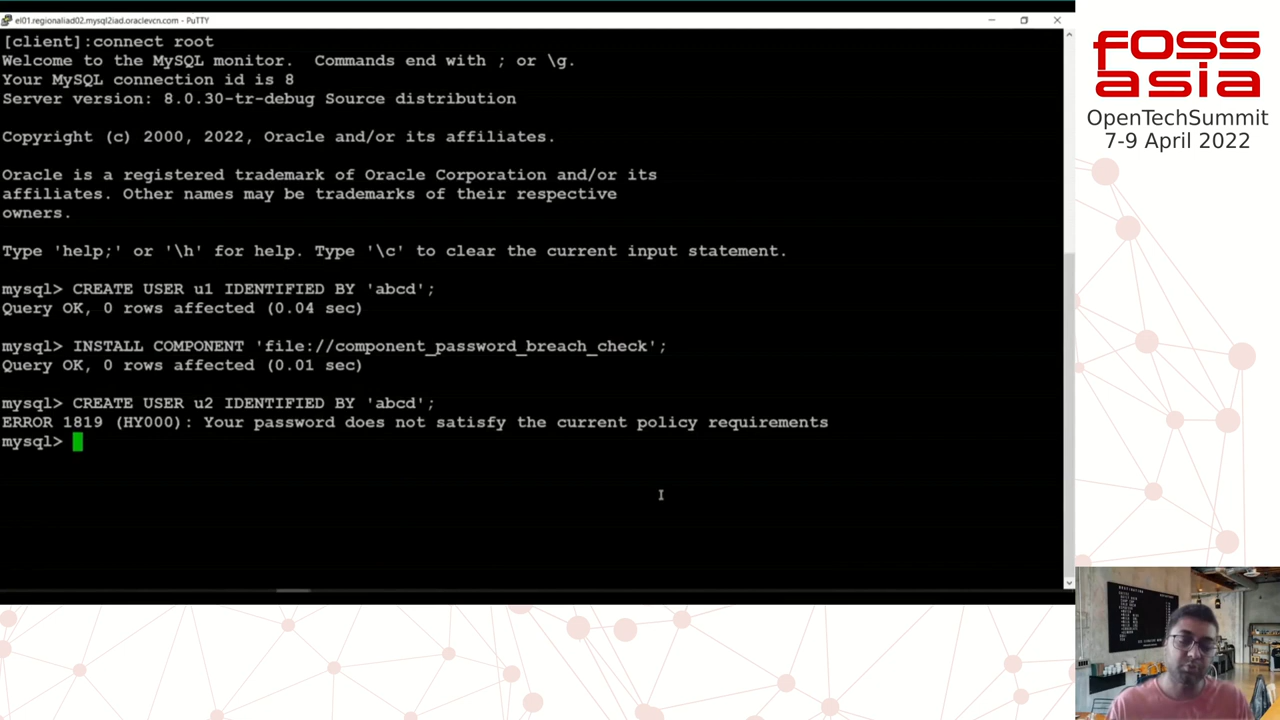 el01.regionaliad02.mysql2iad.oraclevcn.com - PuTTY
[client]:connect root
Welcome to the MySQL monitor.  Commands end with ; or \g.
Your MySQL connection id is 8
Server version: 8.0.30-tr-debug Source distribution
Copyright (c) 2000, 2022, Oracle and/or its affiliates.
Oracle is a registered trademark of Oracle Corporation and/or its
affiliates. Other names may be trademarks of their respective
owners.
Type 'help;' or '\h' for help. Type '\c' to clear the current input statement.
mysql> CREATE USER u1 IDENTIFIED BY 'abcd';
Query OK, 0 rows affected (0.04 sec)
mysql> INSTALL COMPONENT 'file://component_password_breach_check';
Query OK, 0 rows affected (0.01 sec)
mysql> CREATE USER u2 IDENTIFIED BY 'abcd';
ERROR 1819 (HY000): Your password does not satisfy the current policy requirements
mysql>
FOSS
asia
OpenTechSummit
7-9 April 2022